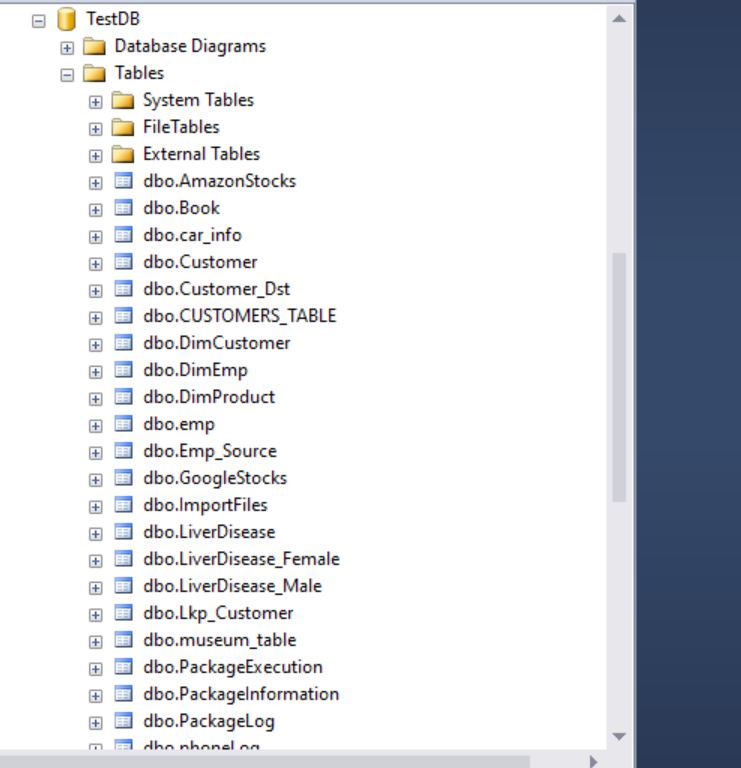 TestDB
Database Diagrams
Tables
System Tables
FileTables
External Tables
dbo.AmazonStocks
dbo.Book
dbo.car_info
dbo.Customer
dbo.Customer_Dst
dbo.CUSTOMERS_TABLE
dbo.DimCustomer
dbo.DimEmp
dbo.DimProduct
dbo.emp
dbo.Emp_Source
dbo.GoogleStocks
dbo.ImportFiles
dbo.LiverDisease
dbo.LiverDisease_Female
dbo.LiverDisease_Male
dbo.Lkp_Customer
dbo.museum_table
dbo.PackageExecution
dbo.PackageInformation
dbo.PackageLog
dbo.phoneLog